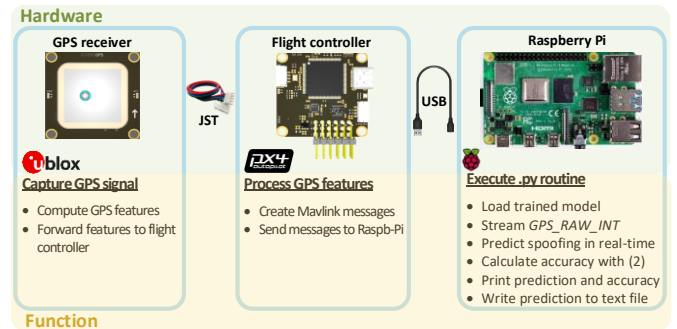 Hardware
GPS receiver
JST
ublox
Capture GPS signal
• Compute GPS features
• Forward features to flight
controller
Flight controller
USB
PX4
autopilot
Process GPS features
• Create Mavlink messages
• Send messages to Raspb-Pi
Raspberry Pi
HDMI
Execute .py routine
• Load trained model
• Stream GPS_RAW_INT
• Predict spoofing in real-time
• Calculate accuracy with (2)
• Print prediction and accuracy
• Write prediction to text file
Function